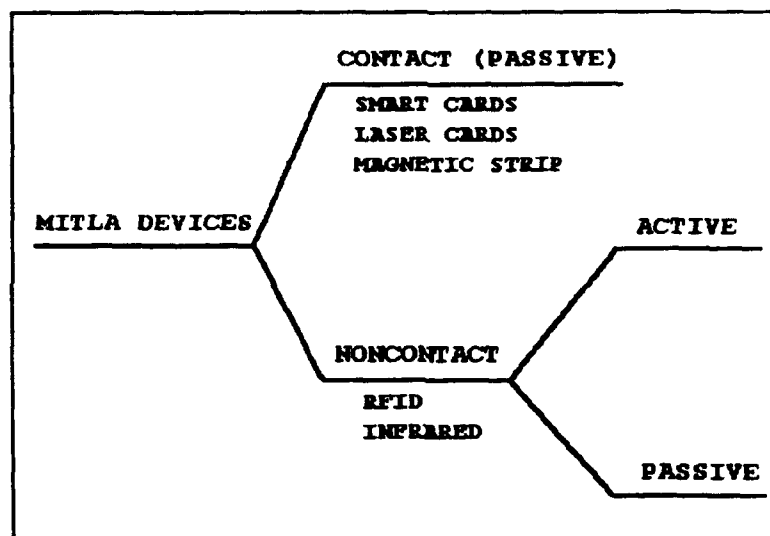 CONTACT (PASSIVE)
SMART CARDS
LASER CARDS
MAGNETIC STRIP
MITLA DEVICES
ACTIVE
NONCONTACT
RFID
INFRARED
PASSIVE